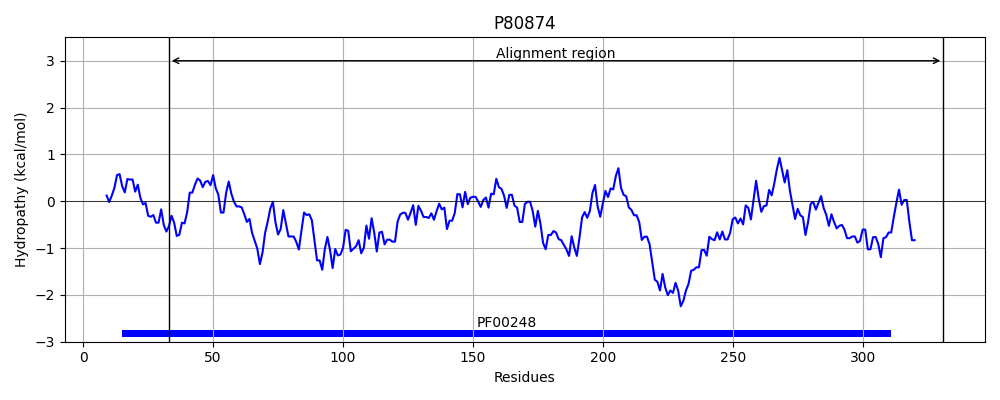 P80874
Alignment region
3
2
1
0
−1
−2
−3
Hydropathy (kcal/mol)
PF00248
0
50
100
150
200
250
300
Residues